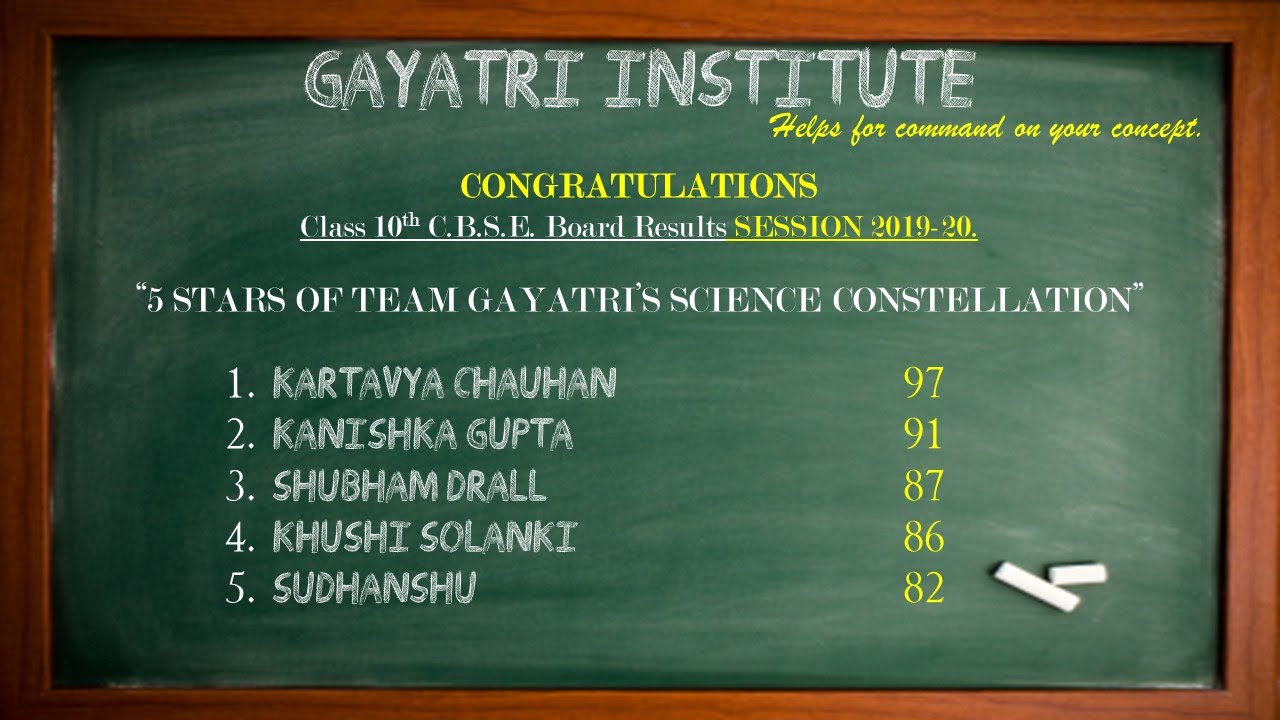 GAYATRI INSTITUTE
Helps for command on your concept.
CONGRATULATIONS
Class 10th C.B.S.E. Board Results SESSION 2019-20.
“5 STARS OF TEAM GAYATRI’S SCIENCE CONSTELLATION”
1. KARTAVYA CHAUHAN 97
2. KANISHKA GUPTA 91
3. SHUBHAM DRALL 87
4. KHUSHI SOLANKI 86
5. SUDHANSHU 82